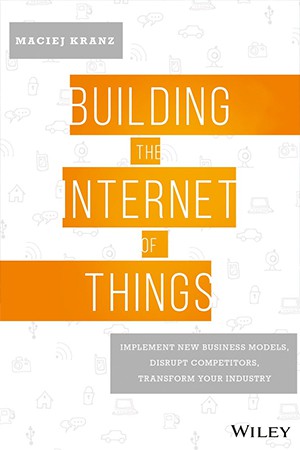 MACIEJ KRANZ
BUILDING
THE
INTERNET
OF
THINGS
IMPLEMENT NEW BUSINESS MODELS,
DISRUPT COMPETITORS,
TRANSFORM YOUR INDUSTRY
WILEY